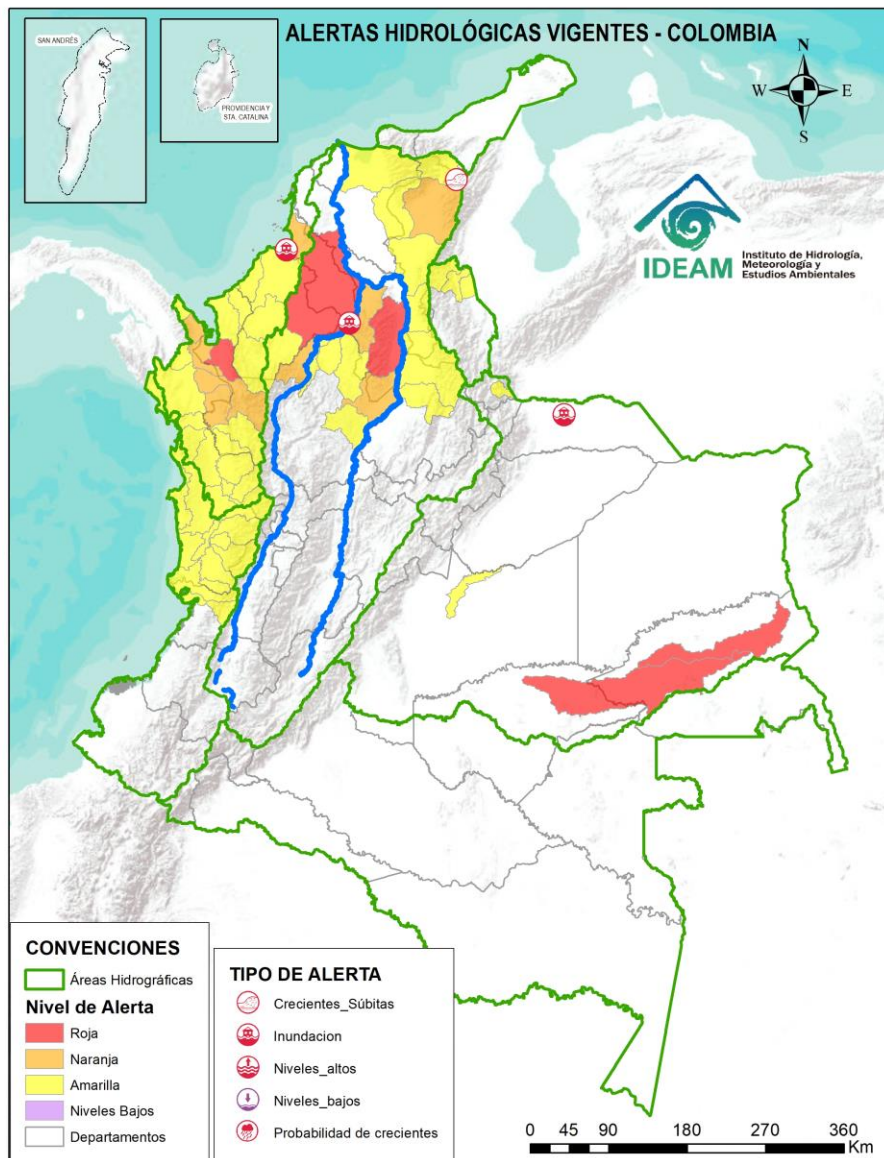 ALERTAS HIDROLÓGICAS VIGENTES - COLOMBIA
SAN ANDRÉS
PROVIDENCIA Y
STA. CATALINA
N
W
E
S
IDEAM
Instituto de Hidrología,
Meteorología y
Estudios Ambientales
CONVENCIONES
Áreas Hidrográficas
Nivel de Alerta
Roja
Naranja
Amarilla
Niveles Bajos
Departamentos
TIPO DE ALERTA
Crecientes_Súbitas
Inundacion
Niveles_altos
Niveles_bajos
Probabilidad de crecientes
0 45 90 180 270 360
Km